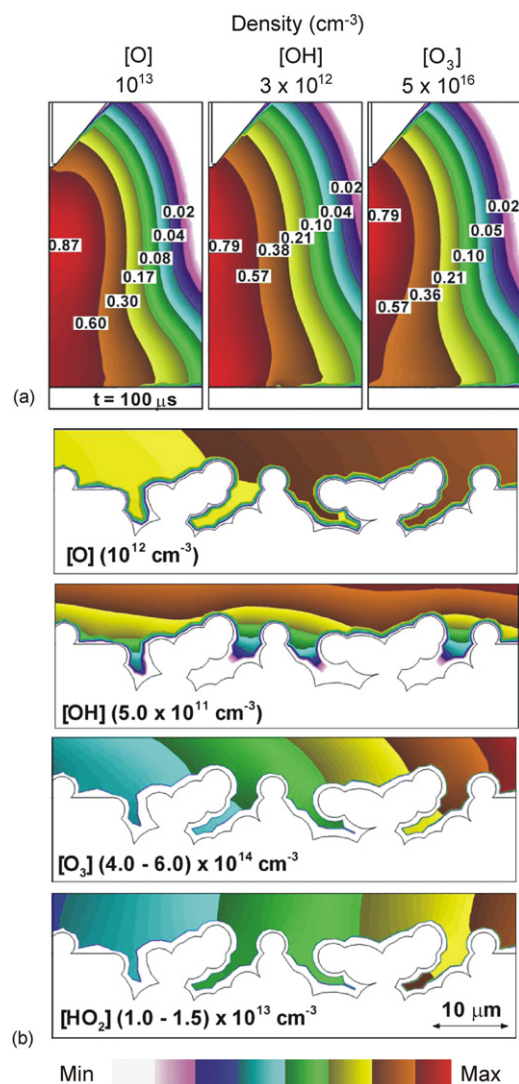 Density (cm-3)
(a)
[O] [OH] [O3]
10^13 3 x 10^12 5 x 10^16
0.87 0.02 0.04 0.08 0.17 0.30 0.60
0.79 0.02 0.04 0.10 0.21 0.38 0.57
0.79 0.02 0.05 0.10 0.21 0.36 0.57
t = 100 μs
(a)
[O] (10^12 cm-3)
[OH] (5.0 x 10^11 cm-3)
[O3] (4.0 - 6.0) x 10^14 cm-3
[HO2] (1.0 - 1.5) x 10^13 cm-3
10 μm
(b)
Min Max